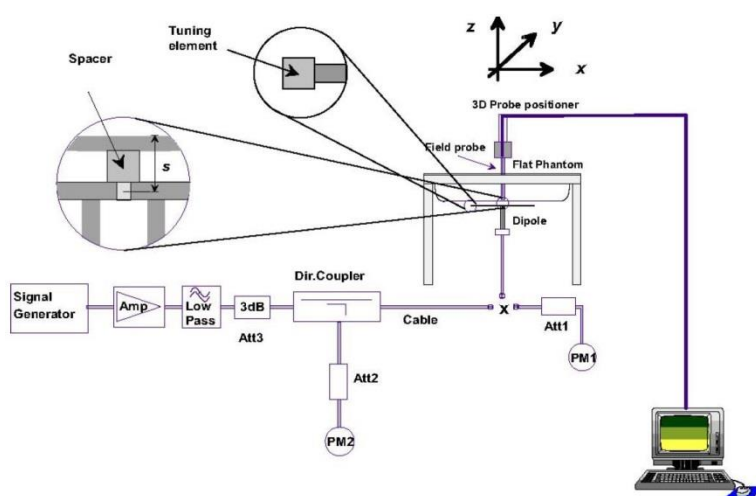 Tuning
element
Spacer
s
z
y
x
3D Probe positioner
Field probe
Flat Phantom
Dipole
Dir.Coupler
Signal
Generator
Amp
Low
Pass
3dB
Att3
Cable
x
Att1
PM1
Att2
PM2